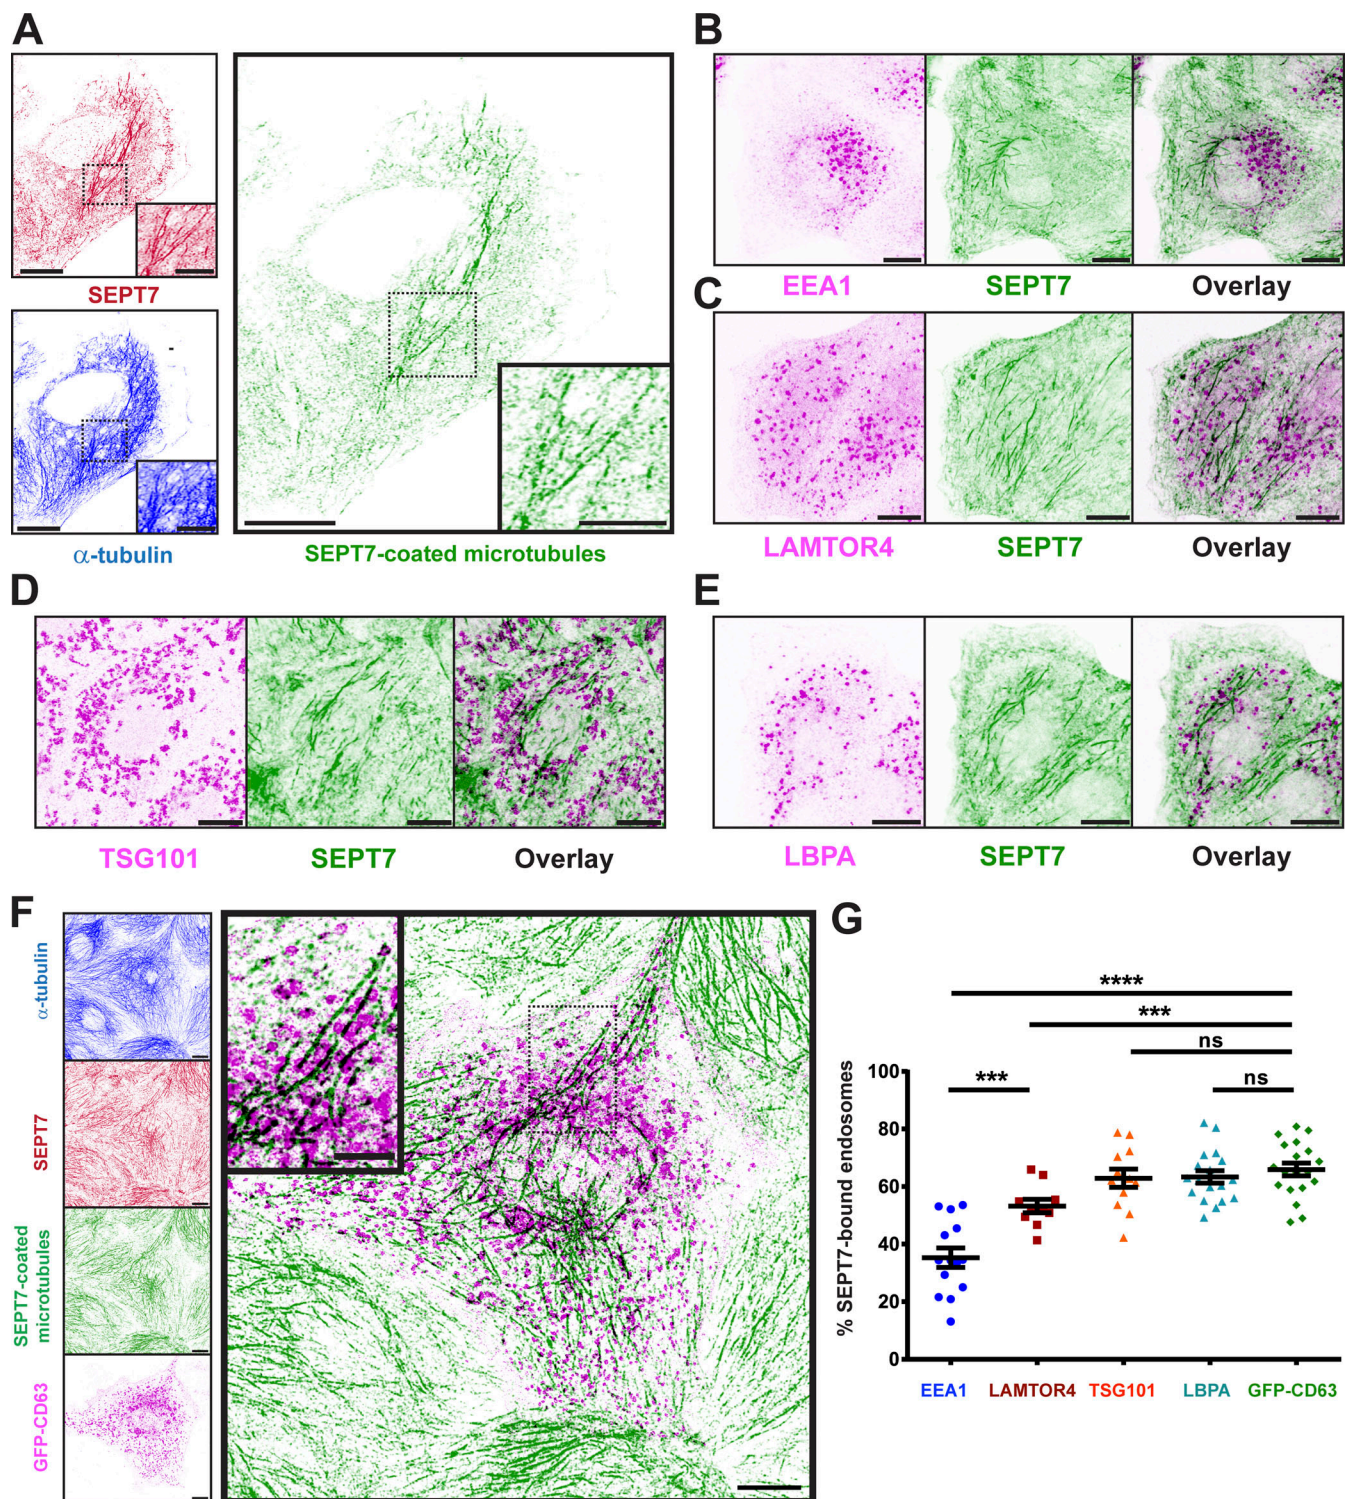 A
SEPT7
α-tubulin
SEPT7-coated microtubules
B
EEA1 SEPT7 Overlay
C
LAMTOR4 SEPT7 Overlay
D
TSG101 SEPT7 Overlay
E
LBPA SEPT7 Overlay
F
α-tubulin
SEPT7
SEPT7-coated
microtubules
GFP-CD63
G
****
***
ns
***
ns
% SEPT7-bound endosomes
100
80
60
40
20
0
EEA1 LAMTOR4 TSG101 LBPA GFP-CD63